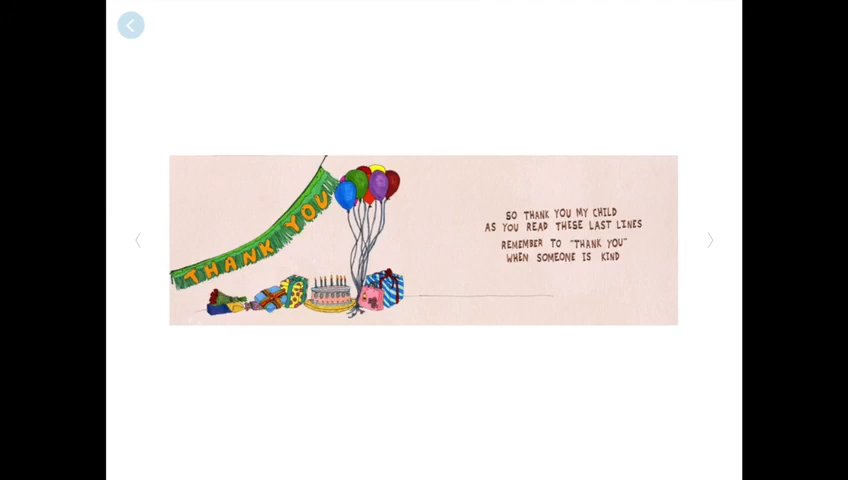 THANK YOU
SO THANK YOU MY CHILD
AS YOU READ THESE LAST LINES
REMEMBER TO "THANK YOU"
WHEN SOMEONE IS KIND